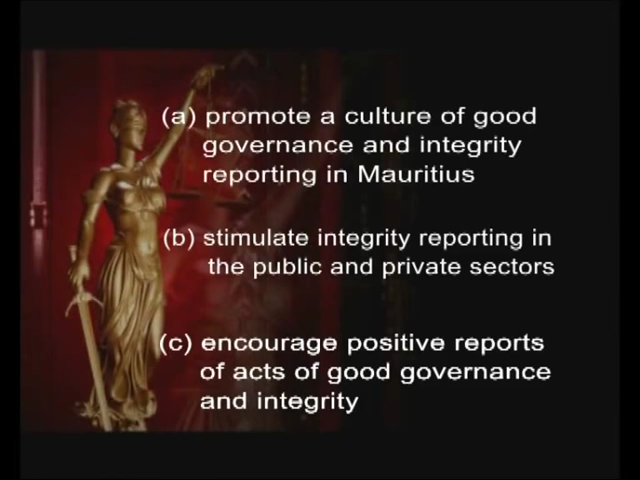 (a) promote a culture of good
governance and integrity
reporting in Mauritius
(b) stimulate integrity reporting in
the public and private sectors
(c) encourage positive reports
of acts of good governance
and integrity